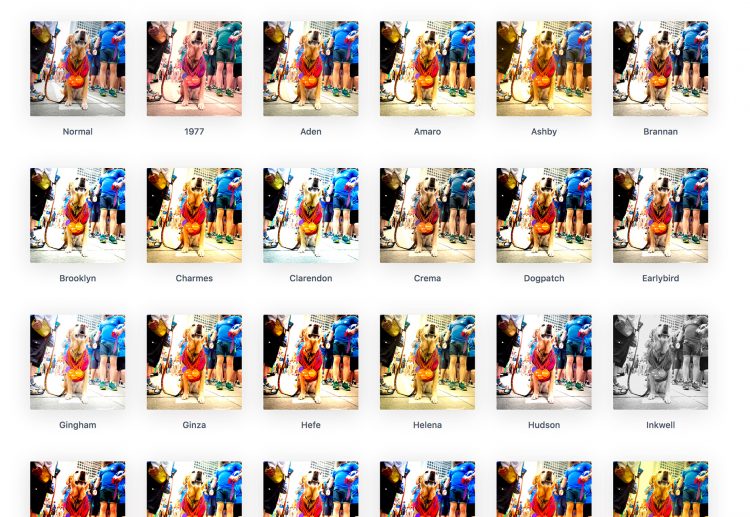 Normal
1977
Aden
Amaro
Ashby
Brannan
Brooklyn
Charmes
Clarendon
Crema
Dogpatch
Earlybird
Gingham
Ginza
Hefe
Helena
Hudson
Inkwell